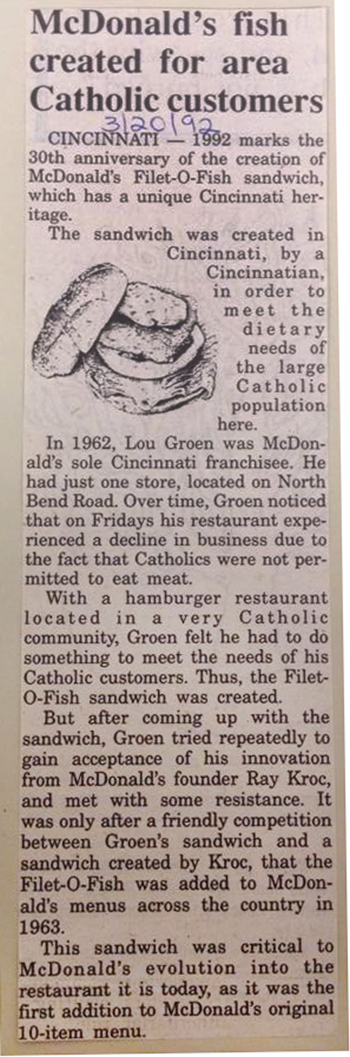 McDonald's fish
created for area
Catholic customers
3/20/92
CINCINNATI — 1992 marks the
30th anniversary of the creation of
McDonald's Filet-O-Fish sandwich,
which has a unique Cincinnati her-
itage.
The sandwich was created in
Cincinnati, by a
Cincinnatian,
in order to
meet the
dietary
needs of
the large
Catholic
population
here.
In 1962, Lou Groen was McDon-
ald's sole Cincinnati franchisee. He
had just one store, located on North
Bend Road. Over time, Groen noticed
that on Fridays his restaurant expe-
rienced a decline in business due to
the fact that Catholics were not per-
mitted to eat meat.
With a hamburger restaurant
located in a very Catholic
community, Groen felt he had to do
something to meet the needs of his
Catholic customers. Thus, the Filet-
O-Fish sandwich was created.
But after coming up with the
sandwich, Groen tried repeatedly to
gain acceptance of his innovation
from McDonald's founder Ray Kroc,
and met with some resistance. It
was only after a friendly competition
between Groen's sandwich and a
sandwich created by Kroc, that the
Filet-O-Fish was added to McDon-
ald's menus across the country in
1963.
This sandwich was critical to
McDonald's evolution into the
restaurant it is today, as it was the
first addition to McDonald's original
10-item menu.